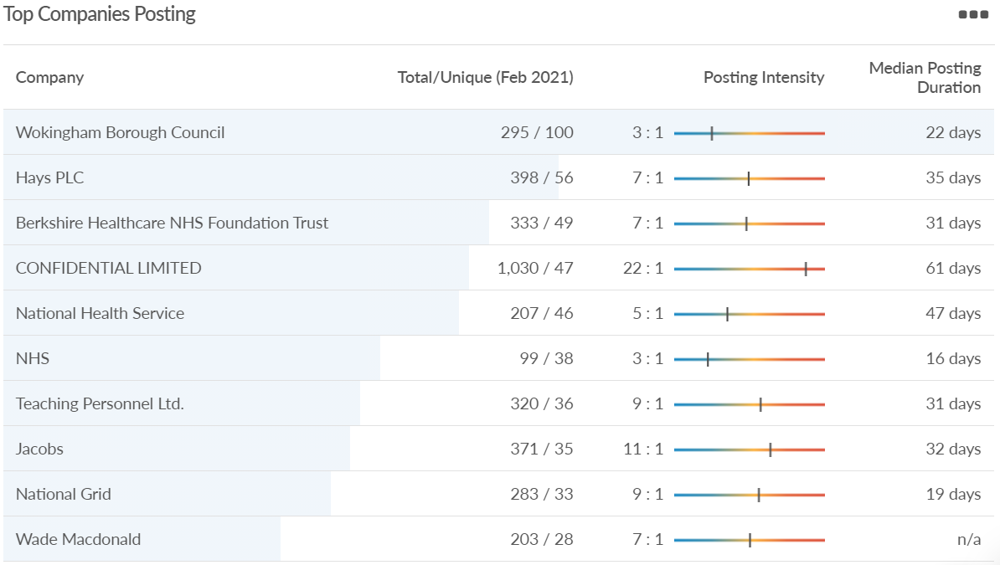 Top Companies Posting
Company Total/Unique (Feb 2021) Posting Intensity Median Posting Duration
Wokingham Borough Council 295 / 100 3 : 1 22 days
Hays PLC 398 / 56 7 : 1 35 days
Berkshire Healthcare NHS Foundation Trust 333 / 49 7 : 1 31 days
CONFIDENTIAL LIMITED 1,030 / 47 22 : 1 61 days
National Health Service 207 / 46 5 : 1 47 days
NHS 99 / 38 3 : 1 16 days
Teaching Personnel Ltd. 320 / 36 9 : 1 31 days
Jacobs 371 / 35 11 : 1 32 days
National Grid 283 / 33 9 : 1 19 days
Wade Macdonald 203 / 28 7 : 1 n/a